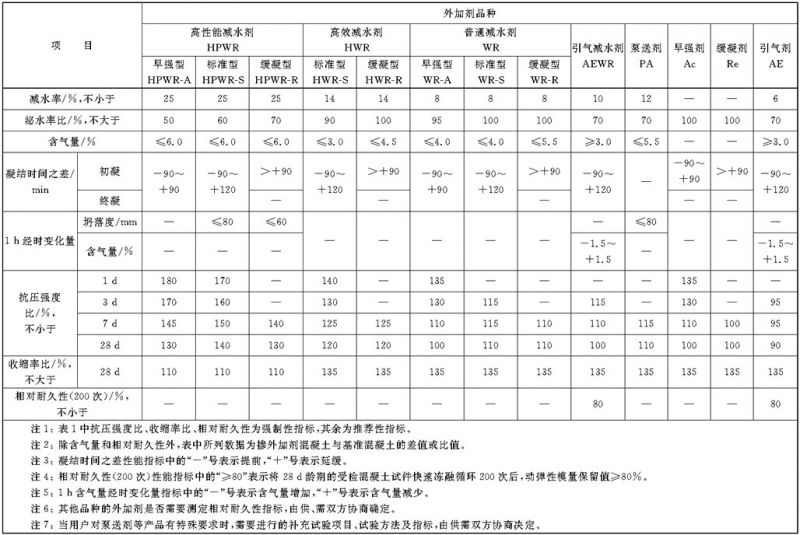 项 目 外加剂品种
高性能减水剂 HPWR 高效减水剂 HWR 普通减水剂 WR 引气减水剂 AEWR 泵送剂 PA 早强剂 Ac 缓凝剂 Re 引气剂 AE
早强型 HPWR-A 标准型 HPWR-S 缓凝型 HPWR-R 标准型 HWR-S 缓凝型 HWR-R 早强型 WR-A 标准型 WR-S 缓凝型 WR-R
减水率/%,不小于 25 25 25 14 14 8 8 8 10 12 — — 6
泌水率比/%,不大于 50 60 70 90 100 95 100 100 70 70 100 100 70
含气量/% ≤6.0 ≤6.0 ≤6.0 ≤3.0 ≤4.5 ≤4.0 ≤4.0 ≤5.5 ≥3.0 ≤5.5 — — ≥3.0
凝结时间之差/min 初凝 −90~+90 −90~+120 >+90 −90~+120 >+90 −90~+90 −90~+120 >+90 −90~+120 — −90~+90 >+90 −90~+120
终凝 — — — — —
1 h 经时变化量 坍落度/mm — ≤80 ≤60 — — — — — — ≤80 — — —
含气量/% — — — −1.5~+1.5 — −1.5~+1.5
抗压强度比/%,不小于 1 d 180 170 — 140 — 135 — — — — 135 — —
3 d 170 160 — 130 — 130 115 — 115 — 130 — 95
7 d 145 150 140 125 125 110 115 110 110 115 110 100 95
28 d 130 140 130 120 120 100 110 110 100 110 100 100 90
收缩率比/%,不大于 28 d 110 110 110 135 135 135 135 135 135 135 135 135 135
相对耐久性(200 次)/%,不小于 — — — — — — — — 80 — — — 80
注 1：表 1 中抗压强度比、收缩率比、相对耐久性为强制性指标,其余为推荐性指标。
注 2：除含气量和相对耐久性外,表中所列数据为掺外加剂混凝土与基准混凝土的差值或比值。
注 3：凝结时间之差性能指标中的“−”号表示提前,“+”号表示延缓。
注 4：相对耐久性(200 次)性能指标中的“≥80”表示将 28 d 龄期的受检混凝土试件快速冻融循环 200 次后,动弹性模量保留值≥80%。
注 5：1 h 含气量经时变化量指标中的“−”号表示含气量增加,“+”号表示含气量减少。
注 6：其他品种的外加剂是否需要测定相对耐久性指标,由供、需双方协商确定。
注 7：当用户对泵送剂等产品有特殊要求时,需要进行的补充试验项目、试验方法及指标,由供需双方协商决定。